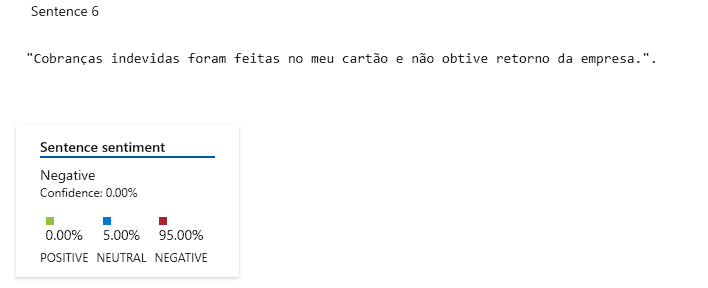 Sentence 6
"Cobranças indevidas foram feitas no meu cartão e não obtive retorno da empresa.".
Sentence sentiment
Negative
Confidence: 0.00%
0.00% 5.00% 95.00%
POSITIVE NEUTRAL NEGATIVE